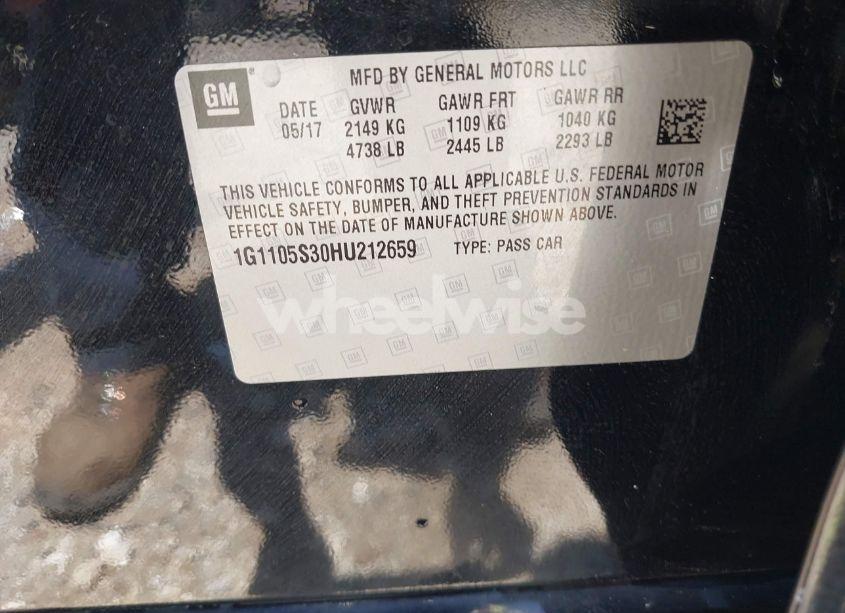 GM
MFD BY GENERAL MOTORS LLC
DATE GVWR GAWR FRT GAWR RR
05/17 2149 KG 1109 KG 1040 KG
4738 LB 2445 LB 2293 LB
THIS VEHICLE CONFORMS TO ALL APPLICABLE U.S. FEDERAL MOTOR
VEHICLE SAFETY, BUMPER, AND THEFT PREVENTION STANDARDS IN
EFFECT ON THE DATE OF MANUFACTURE SHOWN ABOVE.
1G1105S30HU212659 TYPE: PASS CAR
wheelwise